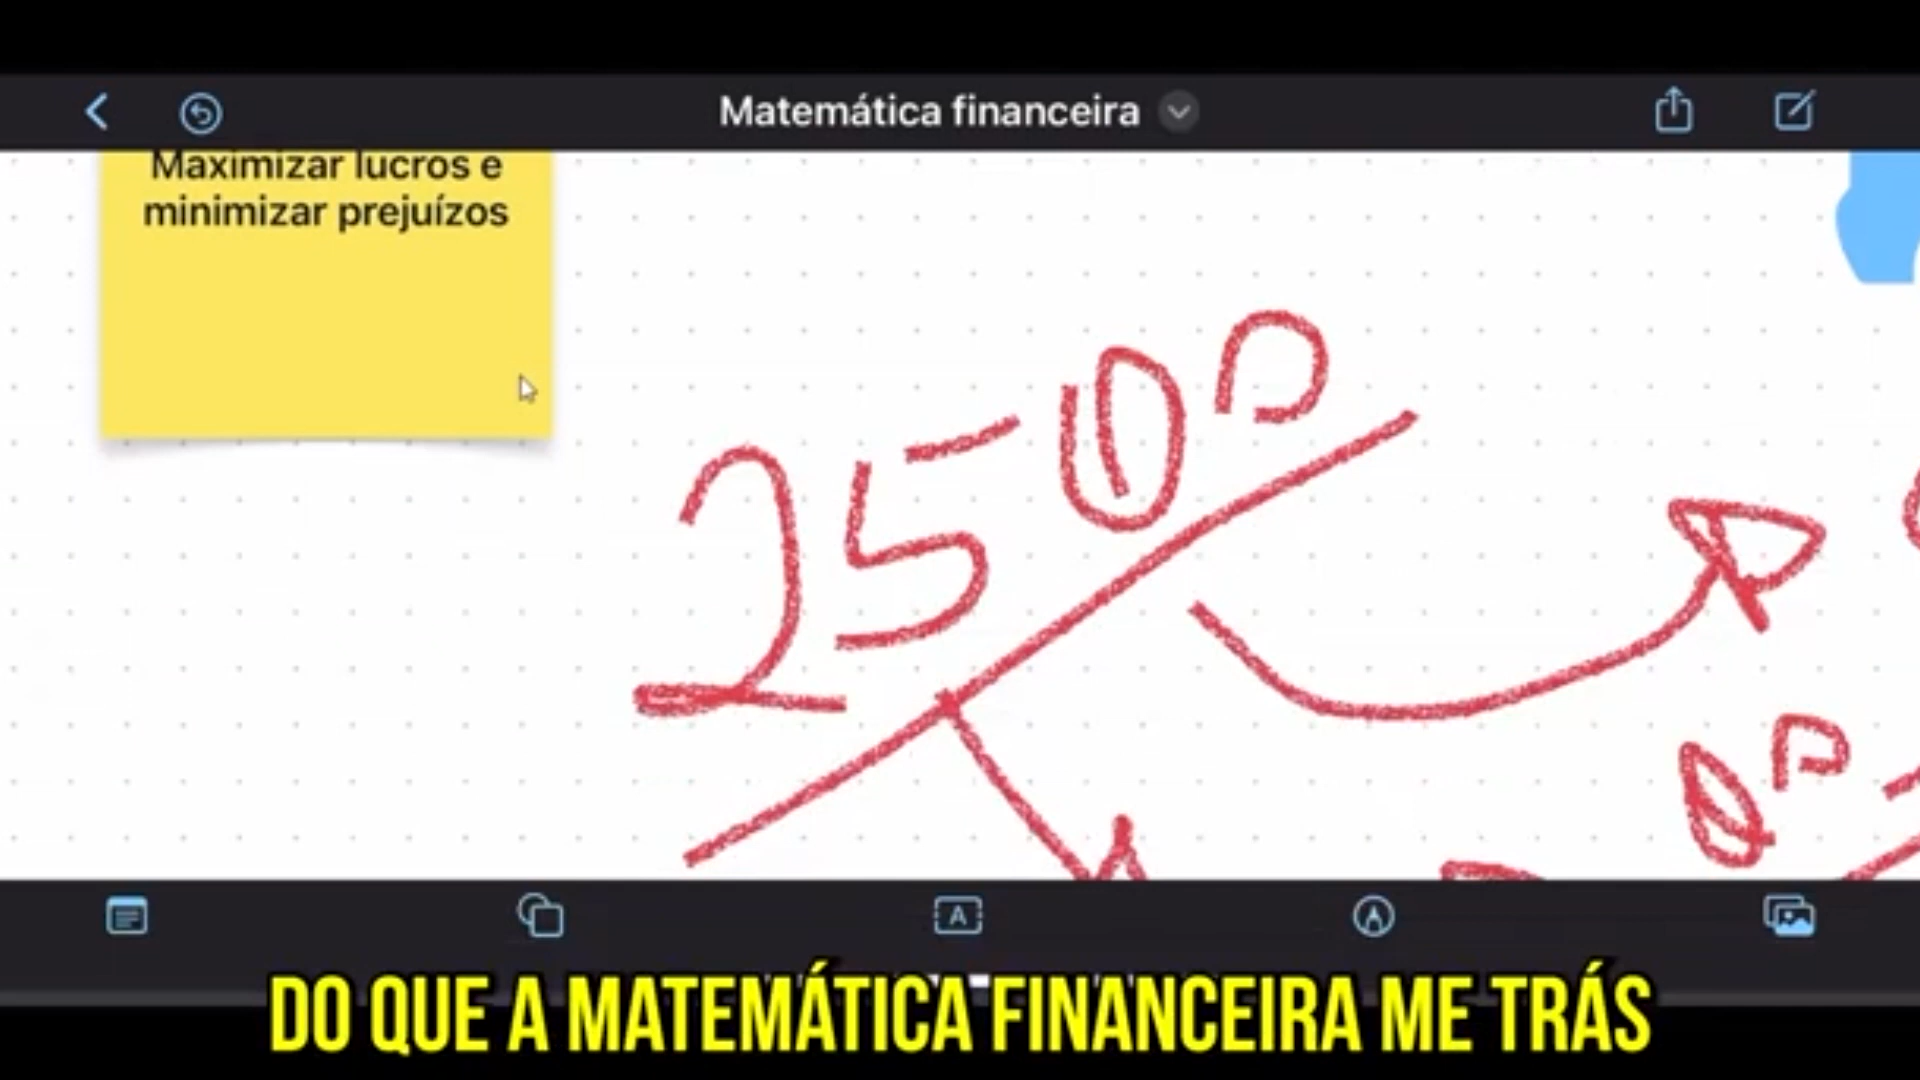 Matemática financeira
Maximizar lucros e
minimizar prejuízos
2500
DO QUE A MATEMÁTICA FINANCEIRA ME TRÁS